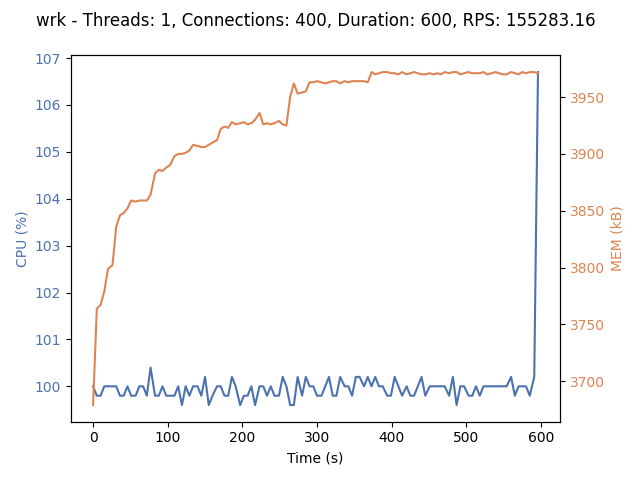 wrk - Threads: 1, Connections: 400, Duration: 600, RPS: 155283.16
107
106
105
104
103
102
101
100
CPU (%)
3950
3900
3850
3800
3750
3700
MEM (kB)
0 100 200 300 400 500 600
Time (s)